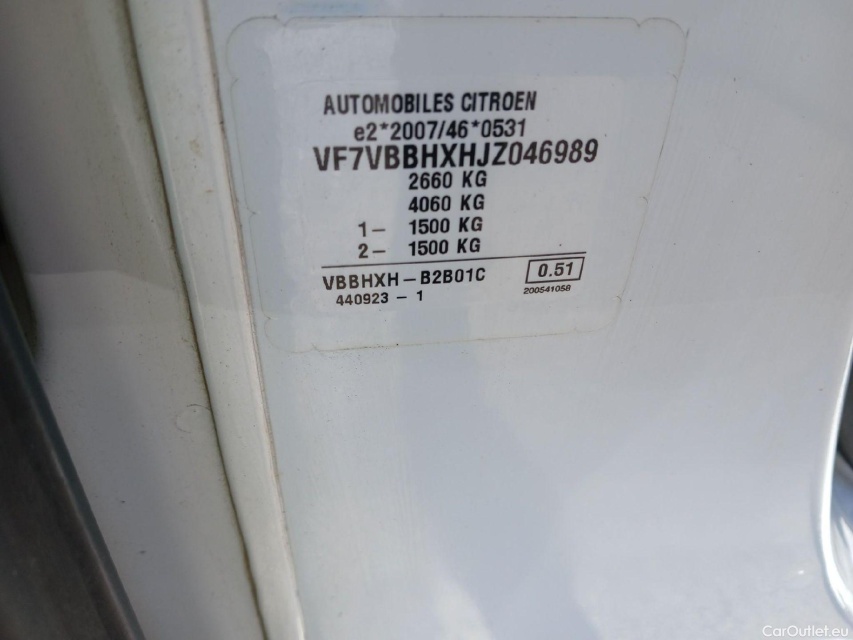 AUTOMOBILES CITROEN
e2*2007/46*0531
VF7VBBHXHJZ046989
2660 KG
4060 KG
1– 1500 KG
2– 1500 KG
VBBHXH–B2B01C 0.51
440923–1 200541058
CarOutlet.eu